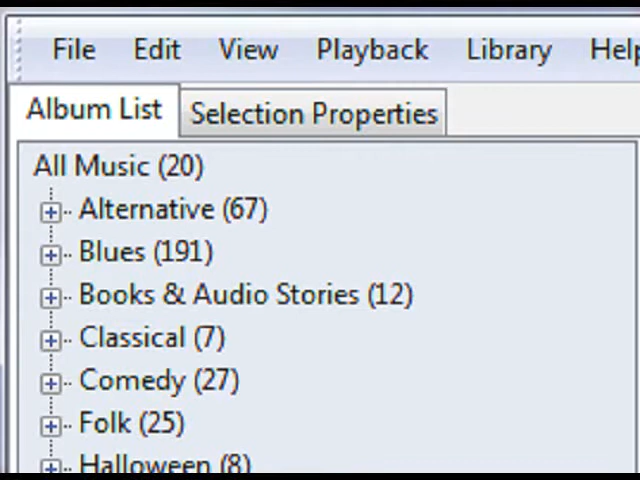 File Edit View Playback Library Help
Album List Selection Properties
All Music (20)
Alternative (67)
Blues (191)
Books & Audio Stories (12)
Classical (7)
Comedy (27)
Folk (25)
Halloween (8)